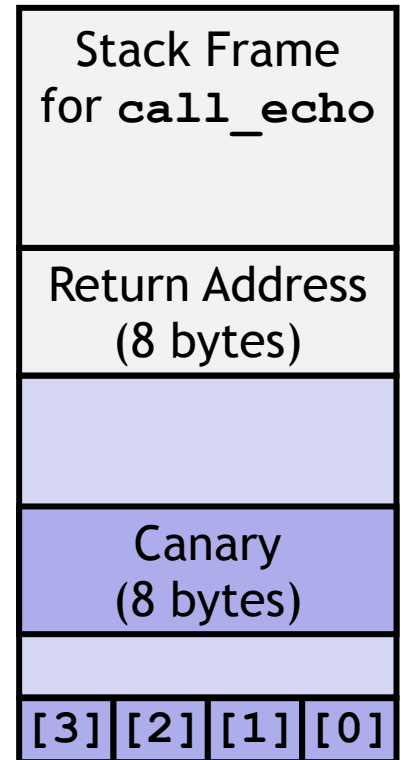 Stack Frame
for call_echo
Return Address
(8 bytes)
Canary
(8 bytes)
[3] [2] [1] [0]